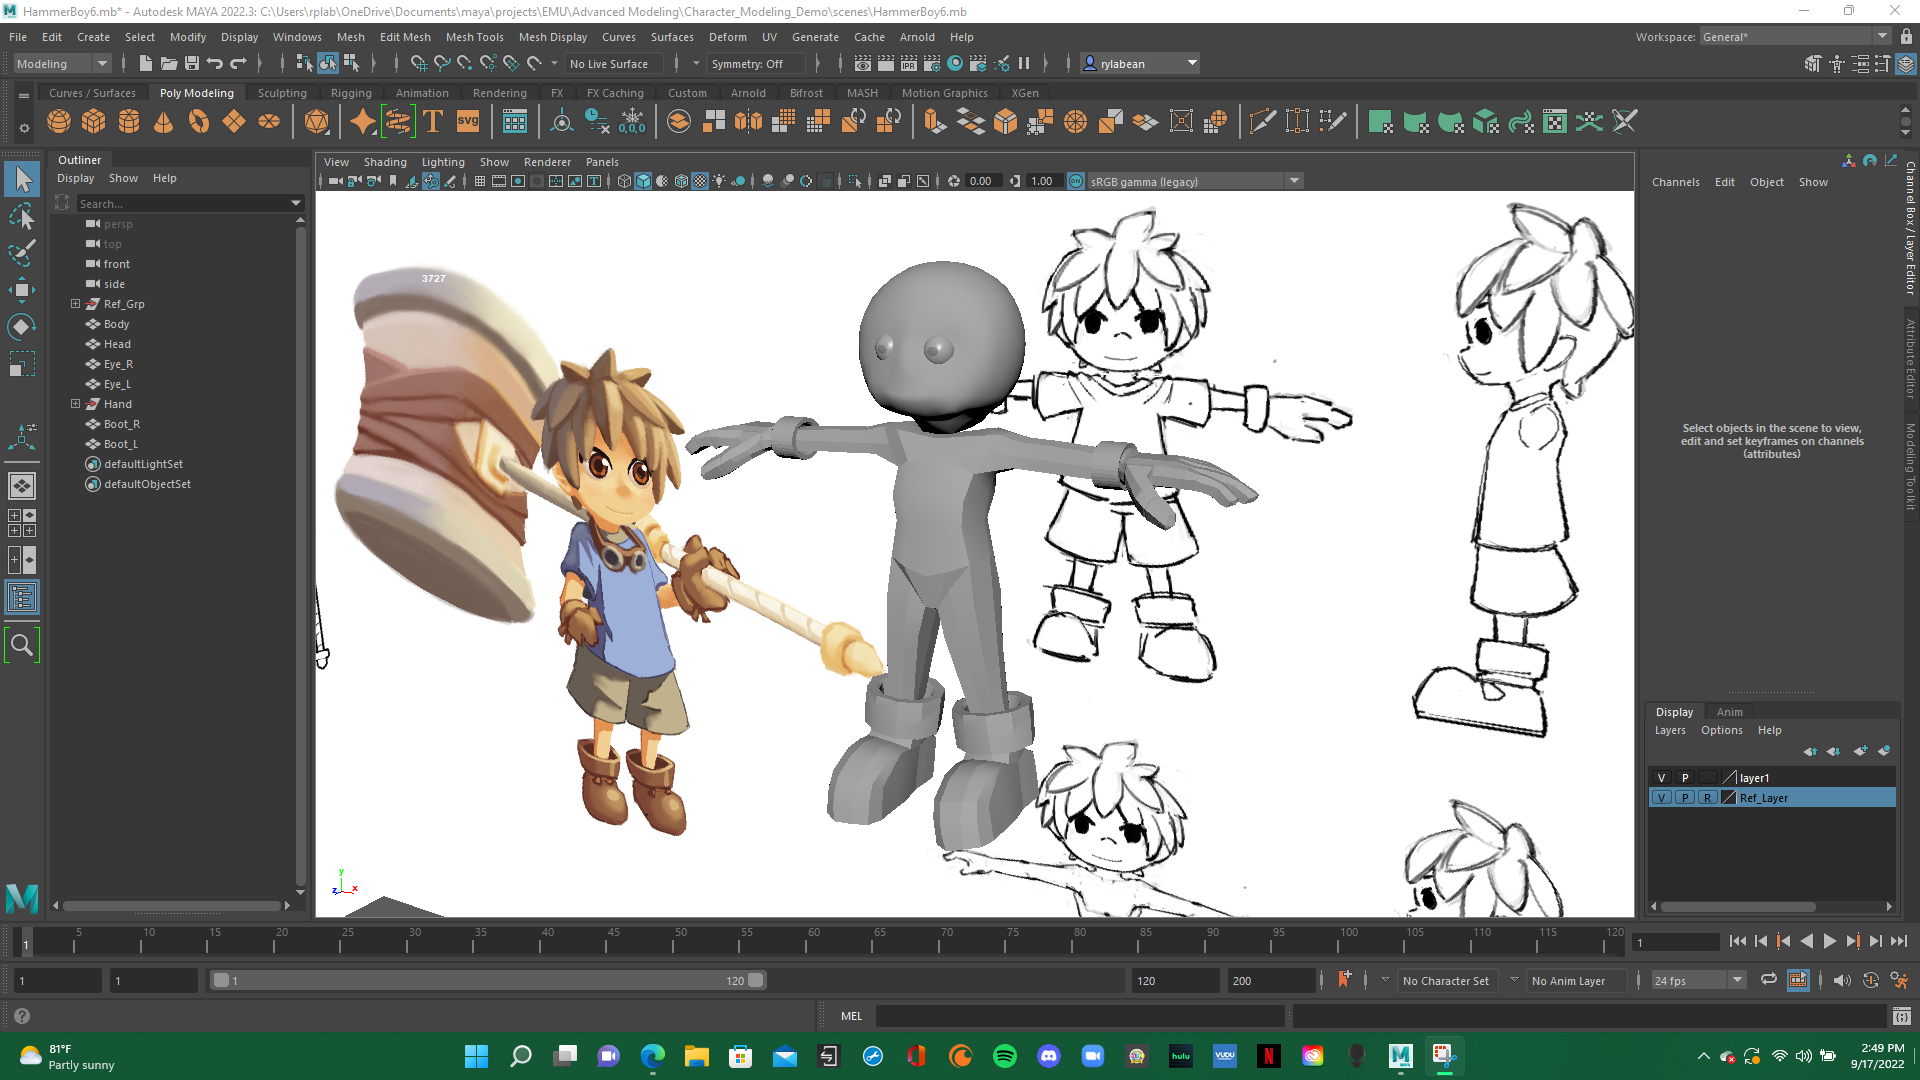 HammerBoy6.mb* - Autodesk MAYA 2022.3: C:\Users\rplab\OneDrive\Documents\maya\projects\EMU\Advanced Modeling\Character_Modeling_Demo\scenes\HammerBoy6.mb
File Edit Create Select Modify Display Windows Mesh Edit Mesh Mesh Tools Mesh Display Curves Surfaces Deform UV Generate Cache Arnold Help
Workspace: General*
Modeling
No Live Surface
Symmetry: Off
rylabean
Curves / Surfaces Poly Modeling Sculpting Rigging Animation Rendering FX FX Caching Custom Arnold Bifrost MASH Motion Graphics XGen
T
svg
0,0,0
Outliner
Display Show Help
Search...
persp
top
front
side
Ref_Grp
Body
Head
Eye_R
Eye_L
Hand
Boot_R
Boot_L
defaultLightSet
defaultObjectSet
View Shading Lighting Show Renderer Panels
0.00
1.00
ON
sRGB gamma (legacy)
3727
y
z
x
Channels Edit Object Show
Channel Box / Layer Editor
Attribute Editor
Modeling Toolkit
Select objects in the scene to view,
edit and set keyframes on channels
(attributes)
Display Anim
Layers Options Help
V P layer1
V P R Ref_Layer
1
5 10 15 20 25 30 35 40 45 50 55 60 65 70 75 80 85 90 95 100 105 110 115 120
1
1
1
1
120
120
200
No Character Set
No Anim Layer
24 fps
MEL
81°F
Partly sunny
hulu
VUDU
N
2:49 PM
9/17/2022